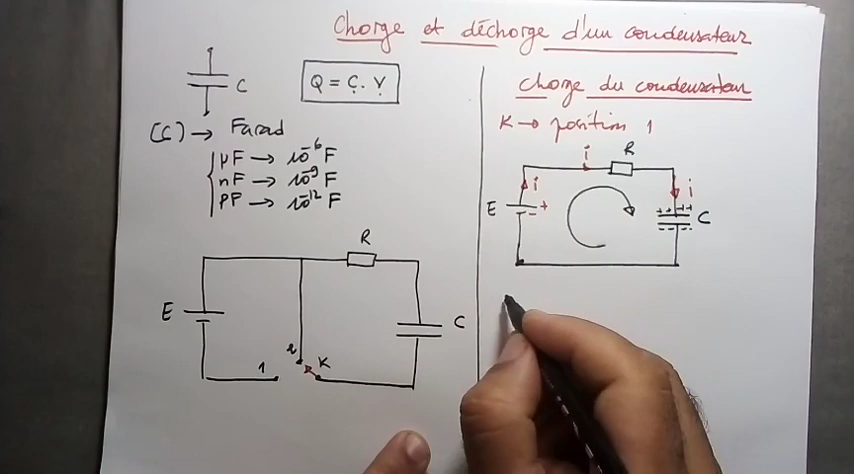 Charge et décharge d'un condensateur
C
Q = C . V
[C] → Farad
µF → 10⁻⁶ F
nF → 10⁻⁹ F
PF → 10⁻¹² F
R
E
C
1
2
K
Charge du condensateur
K → position 1
i
R
i
i
E
+
-
++ ++
C